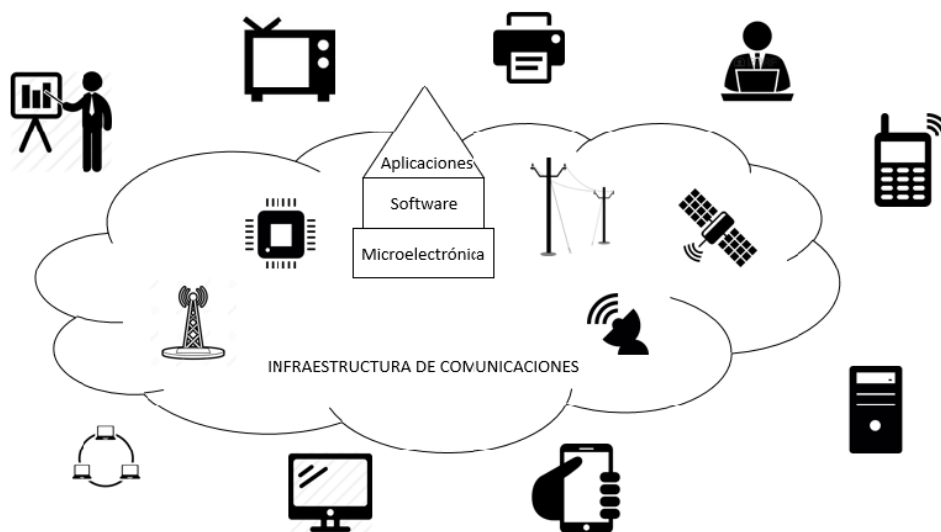 Aplicaciones
Software
Microelectrónica
INFRAESTRUCTURA DE COMUNICACIONES